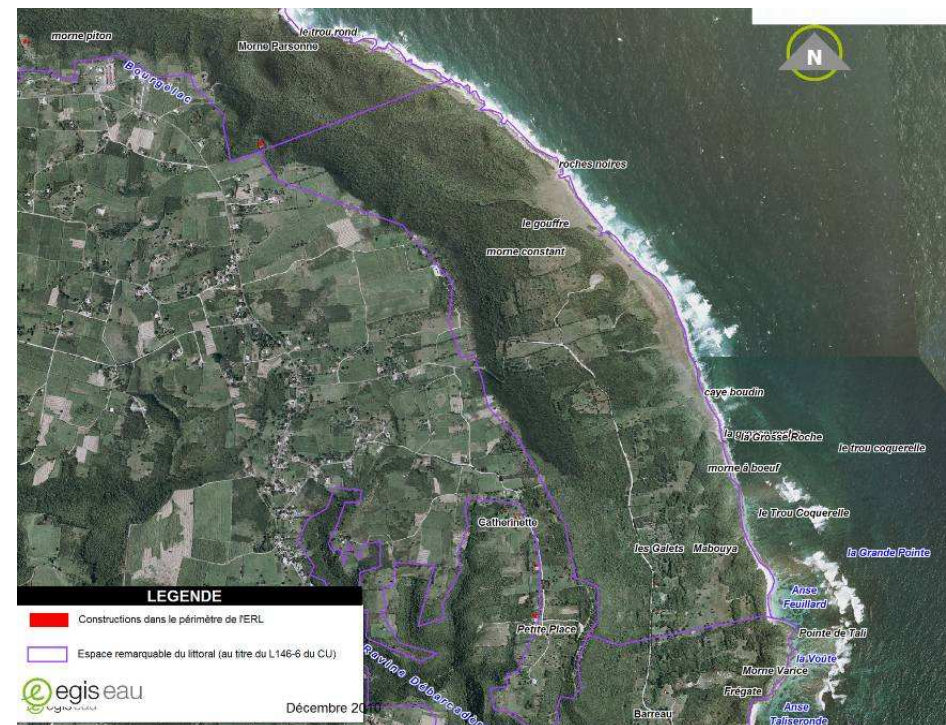 morne piton
le trou rond
Morne Parsonne
Bourgelac
N
roches noires
le gouffre
morne constant
caye boudin
la Grosse Roche
le trou coquerelle
morne à boeuf
le Trou Coquerelle
Catherinette
les Galets
Mabouya
la Grande Pointe
Anse
Feuillard
Petite Place
Pointe de Tali
la Voûte
Morne Varice
Frégate
Barreau
Anse
Taliseronde
Ravine Débarcader
LEGENDE
Constructions dans le périmètre de l'ERL
Espace remarquable du littoral (au titre du L146-6 du CU)
egis eau
Décembre